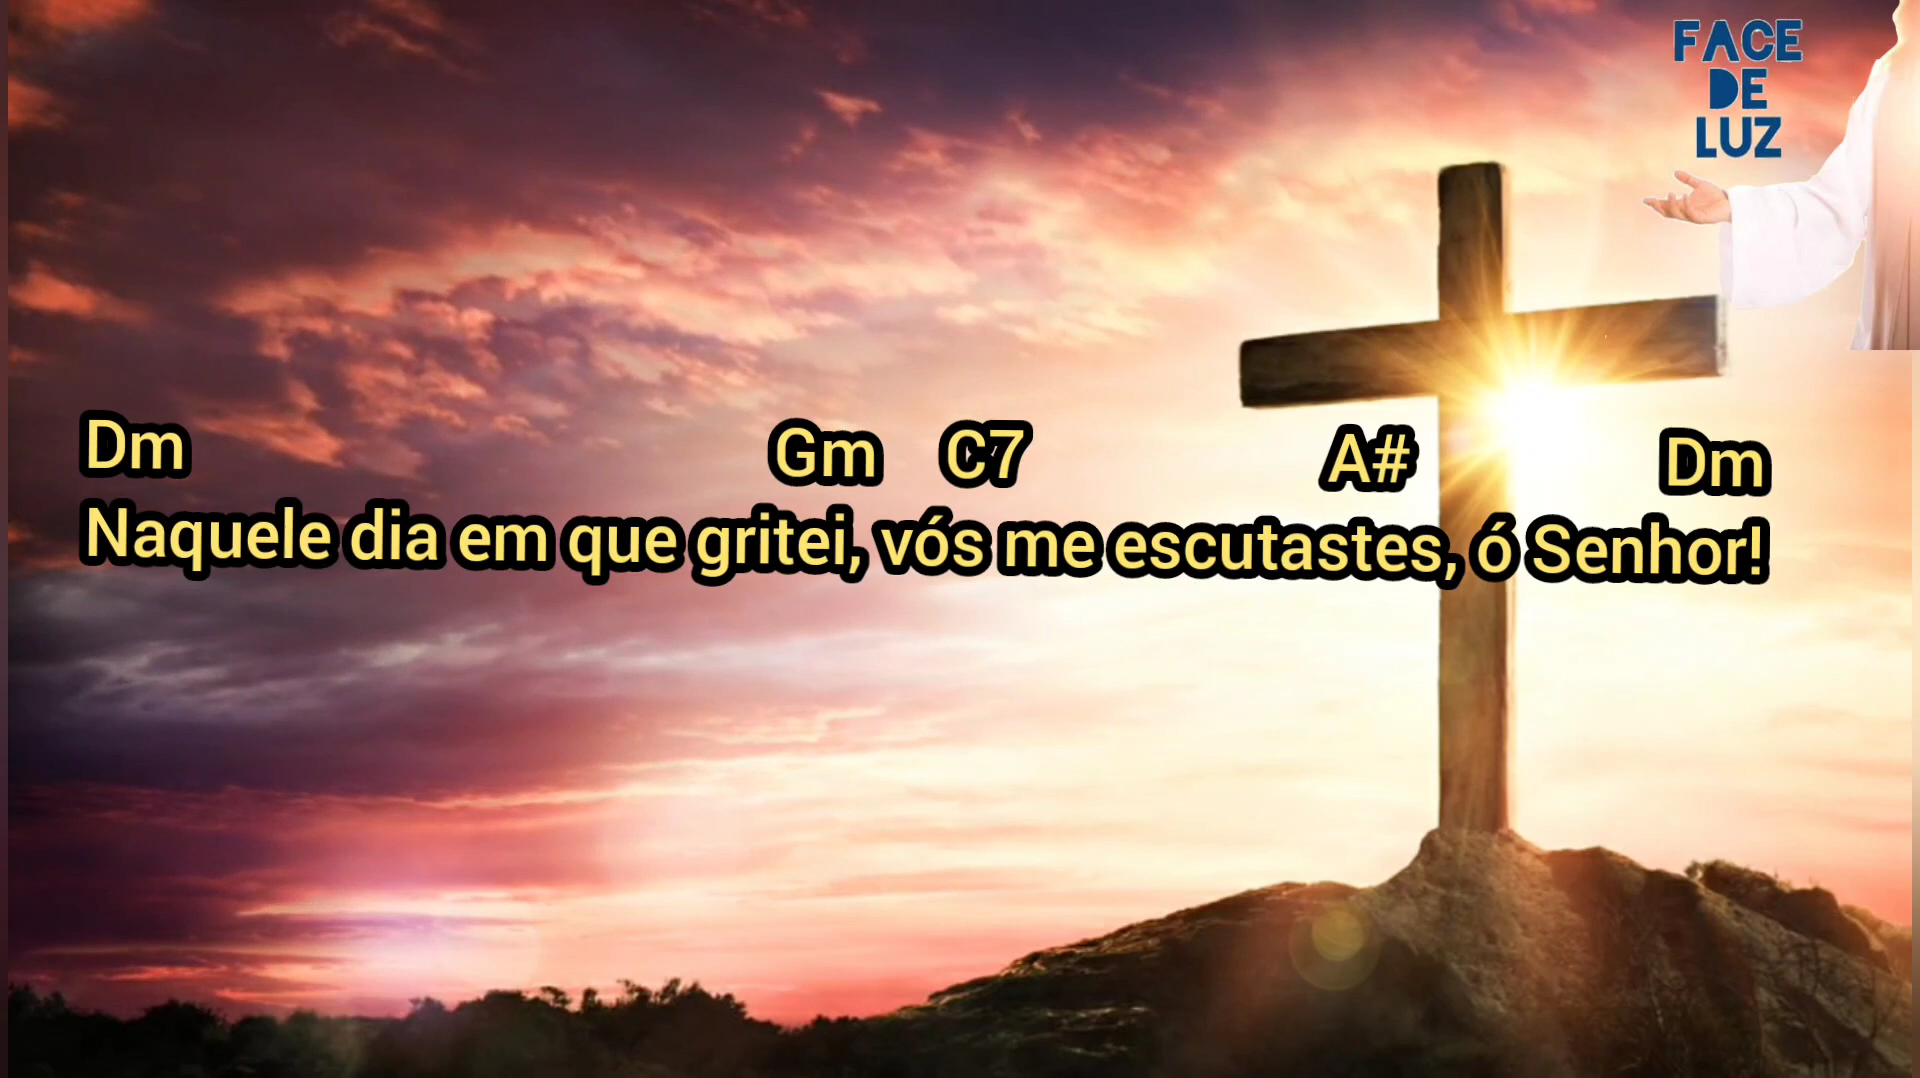 FACE
DE
LUZ
Dm Gm C7 A# Dm
Naquele dia em que gritei, vós me escutastes, ó Senhor!